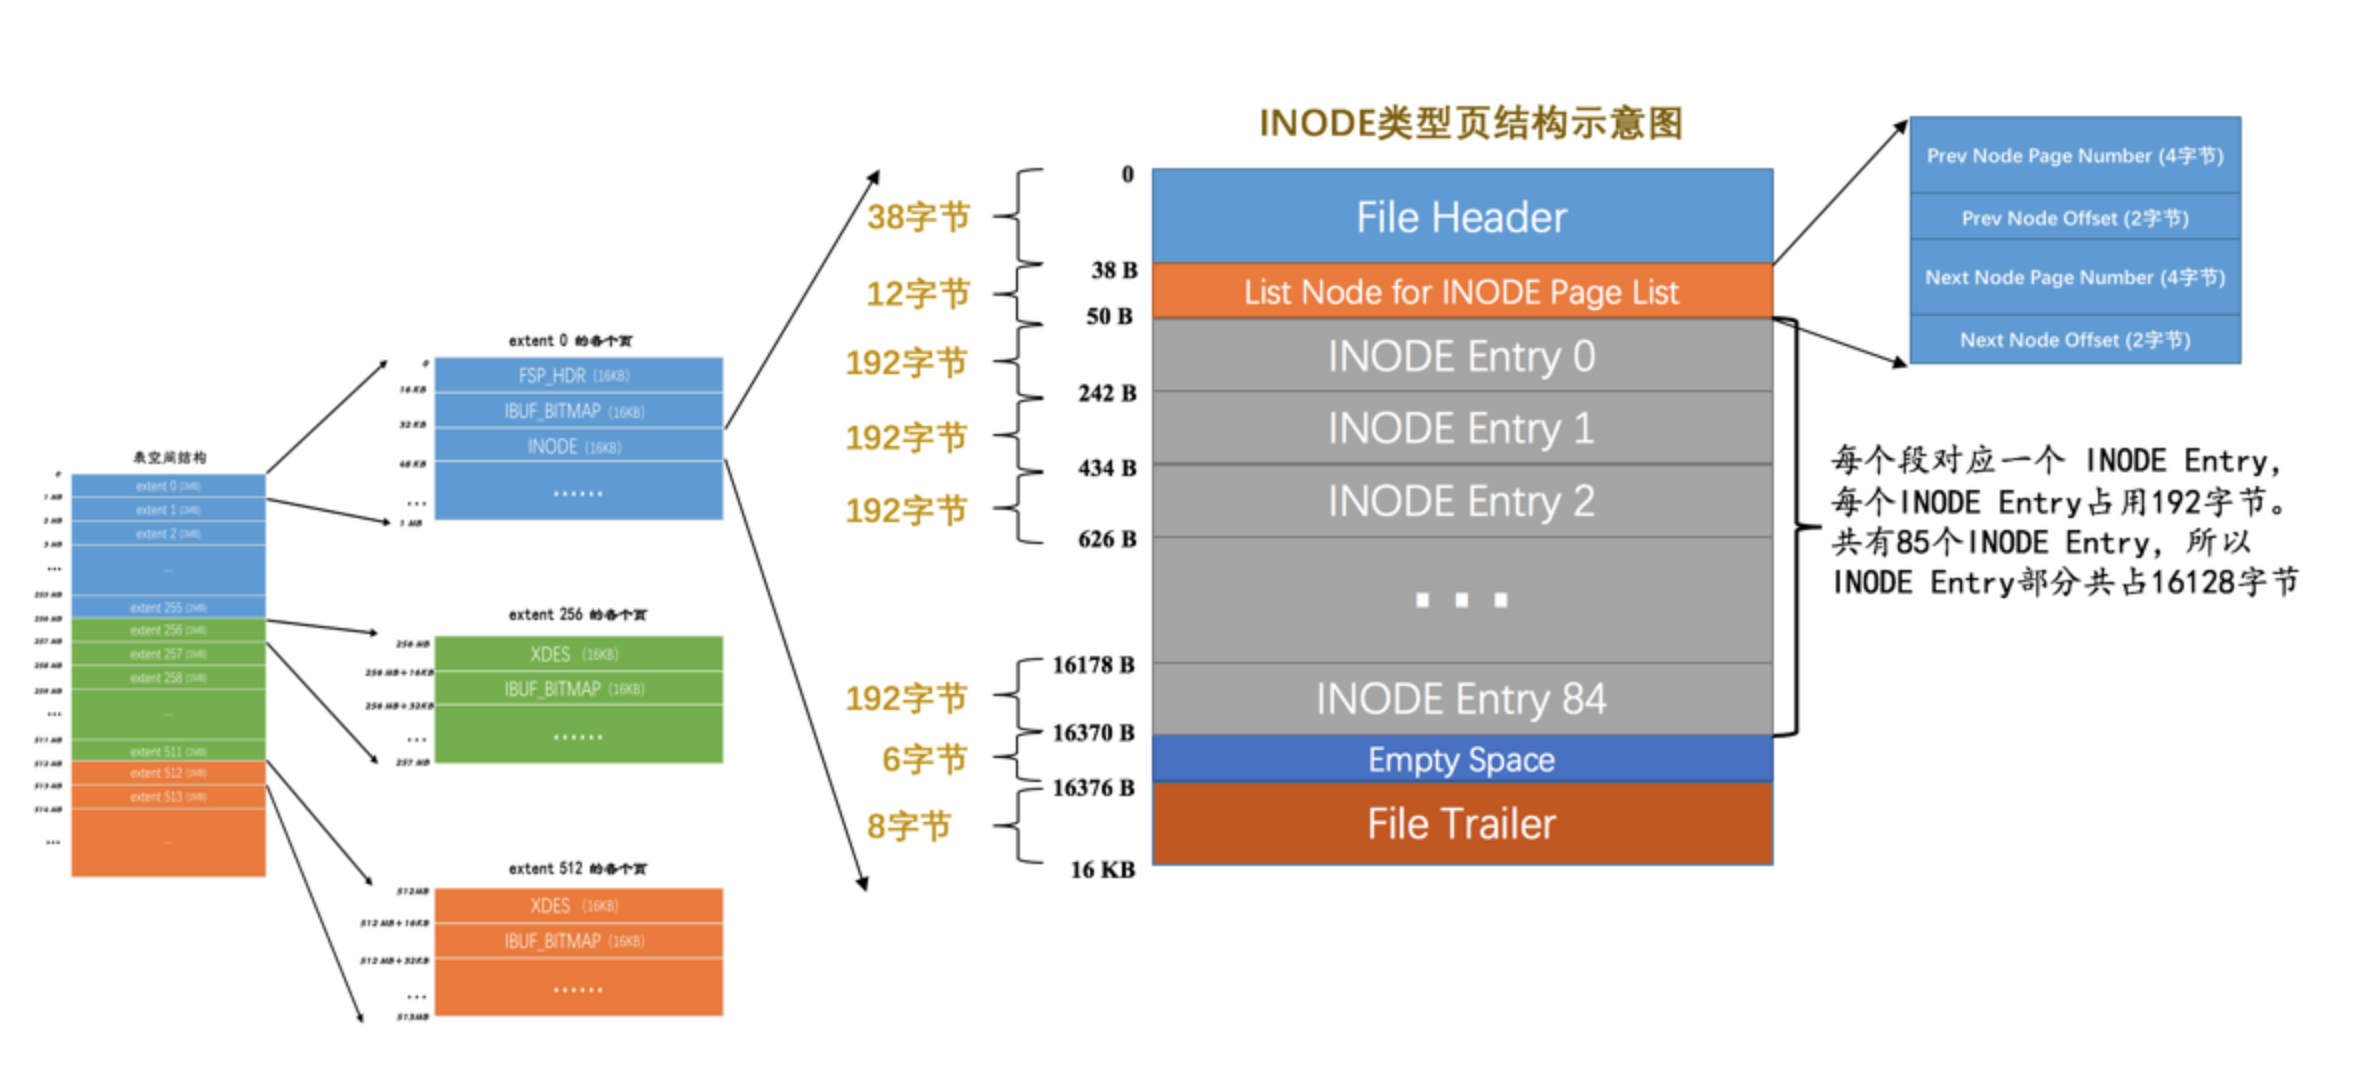 表空间结构
0
extent 0 (1MB)
1 MB
extent 1 (1MB)
2 MB
extent 2 (1MB)
3 MB
...
...
255 MB
extent 255 (1MB)
256 MB
extent 256 (1MB)
257 MB
extent 257 (1MB)
258 MB
extent 258 (1MB)
259 MB
...
...
511 MB
extent 511 (1MB)
512 MB
extent 512 (1MB)
513 MB
extent 513 (1MB)
514 MB
...
...
extent 0 的各个页
0
FSP_HDR (16KB)
16 KB
IBUF_BITMAP (16KB)
32 KB
INODE (16KB)
48 KB
......
...
1 MB
extent 256 的各个页
256 MB
XDES (16KB)
256 MB+16KB
IBUF_BITMAP (16KB)
256 MB+32KB
......
...
257 MB
extent 512 的各个页
512MB
XDES (16KB)
512 MB+16KB
IBUF_BITMAP (16KB)
512 MB+32KB
......
...
513MB
INODE类型页结构示意图
0
38字节
File Header
38 B
12字节
List Node for INODE Page List
50 B
192字节
INODE Entry 0
242 B
192字节
INODE Entry 1
434 B
192字节
INODE Entry 2
626 B
...
16178 B
192字节
INODE Entry 84
16370 B
6字节
Empty Space
16376 B
8字节
File Trailer
16 KB
Prev Node Page Number (4字节)
Prev Node Offset (2字节)
Next Node Page Number (4字节)
Next Node Offset (2字节)
每个段对应一个 INODE Entry,
每个INODE Entry占用192字节。
共有85个INODE Entry, 所以
INODE Entry部分共占16128字节